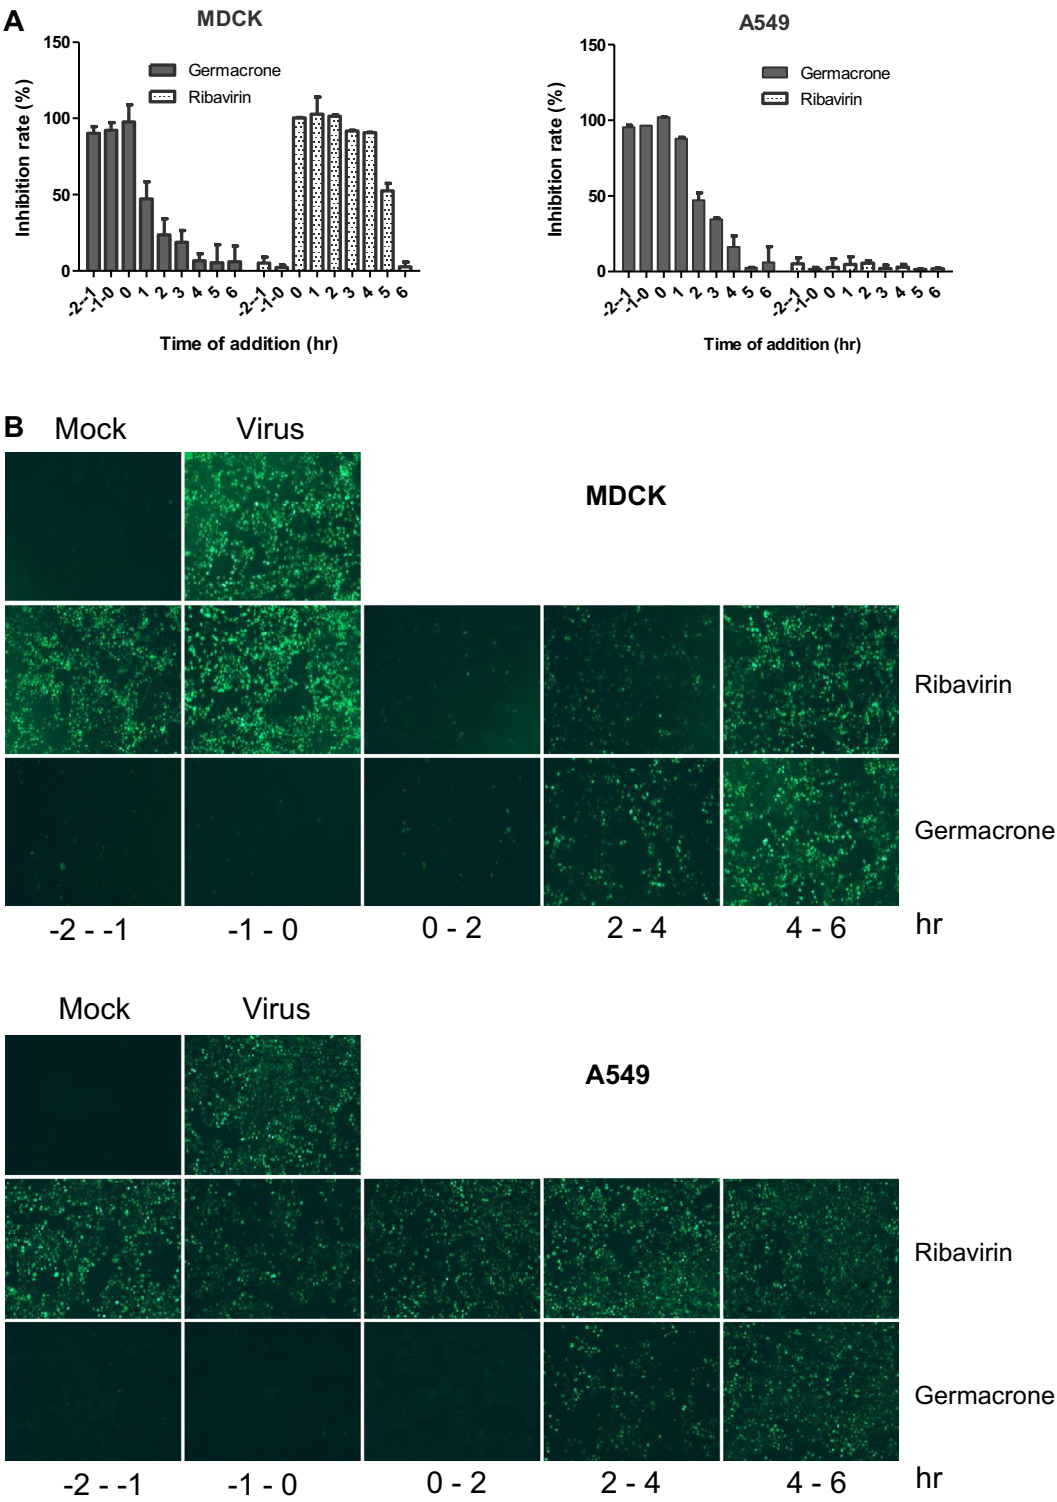 A
MDCK
150
100
50
0
Inhibition rate (%)
Germacrone
Ribavirin
-2--1 -1-0 0 1 2 3 4 5 6 -2--1 -1-0 0 1 2 3 4 5 6
Time of addition (hr)
A549
150
100
50
0
Inhibition rate (%)
Germacrone
Ribavirin
-2--1 -1-0 0 1 2 3 4 5 6 -2--1 -1-0 0 1 2 3 4 5 6
Time of addition (hr)
B Mock Virus
MDCK
Ribavirin
Germacrone
-2 - -1 -1 - 0 0 - 2 2 - 4 4 - 6 hr
Mock Virus
A549
Ribavirin
Germacrone
-2 - -1 -1 - 0 0 - 2 2 - 4 4 - 6 hr